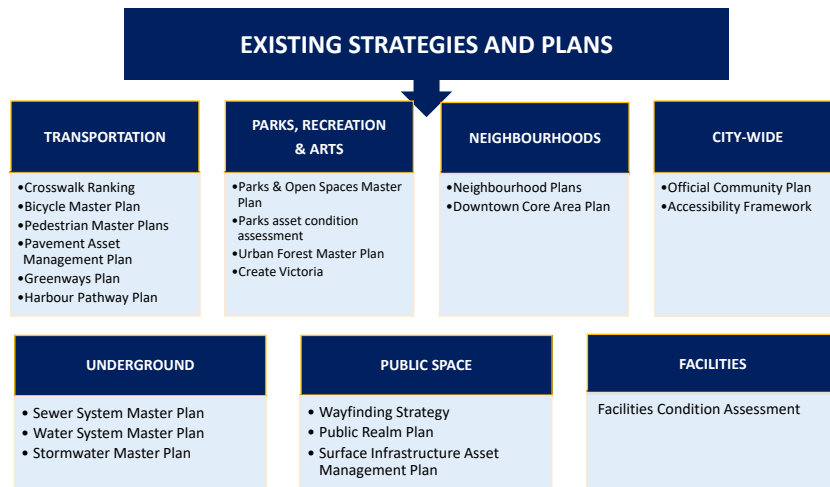 EXISTING STRATEGIES AND PLANS
TRANSPORTATION
•Crosswalk Ranking
•Bicycle Master Plan
•Pedestrian Master Plans
•Pavement Asset
Management Plan
•Greenways Plan
•Harbour Pathway Plan
PARKS, RECREATION
& ARTS
•Parks & Open Spaces Master
Plan
•Parks asset condition
assessment
•Urban Forest Master Plan
•Create Victoria
NEIGHBOURHOODS
•Neighbourhood Plans
•Downtown Core Area Plan
CITY-WIDE
•Official Community Plan
•Accessibility Framework
UNDERGROUND
• Sewer System Master Plan
• Water System Master Plan
• Stormwater Master Plan
PUBLIC SPACE
• Wayfinding Strategy
• Public Realm Plan
• Surface Infrastructure Asset
Management Plan
FACILITIES
Facilities Condition Assessment